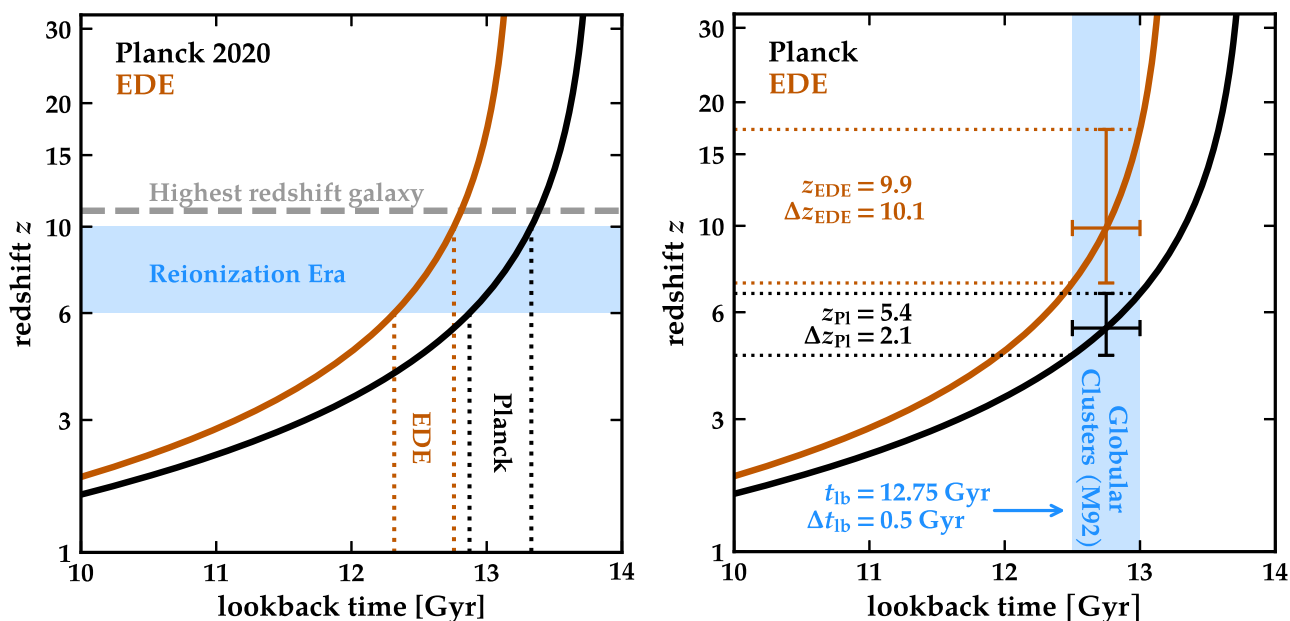 Planck 2020
EDE
Highest redshift galaxy
Reionization Era
EDE
Planck
30
20
15
10
6
3
1
redshift z
10
11
12
13
14
lookback time [Gyr]
Planck
EDE
z_EDE = 9.9
Δz_EDE = 10.1
z_Pl = 5.4
Δz_Pl = 2.1
t_lb = 12.75 Gyr
Δt_lb = 0.5 Gyr
Globular
Clusters (M92)
30
20
15
10
6
3
1
redshift z
10
11
12
13
14
lookback time [Gyr]